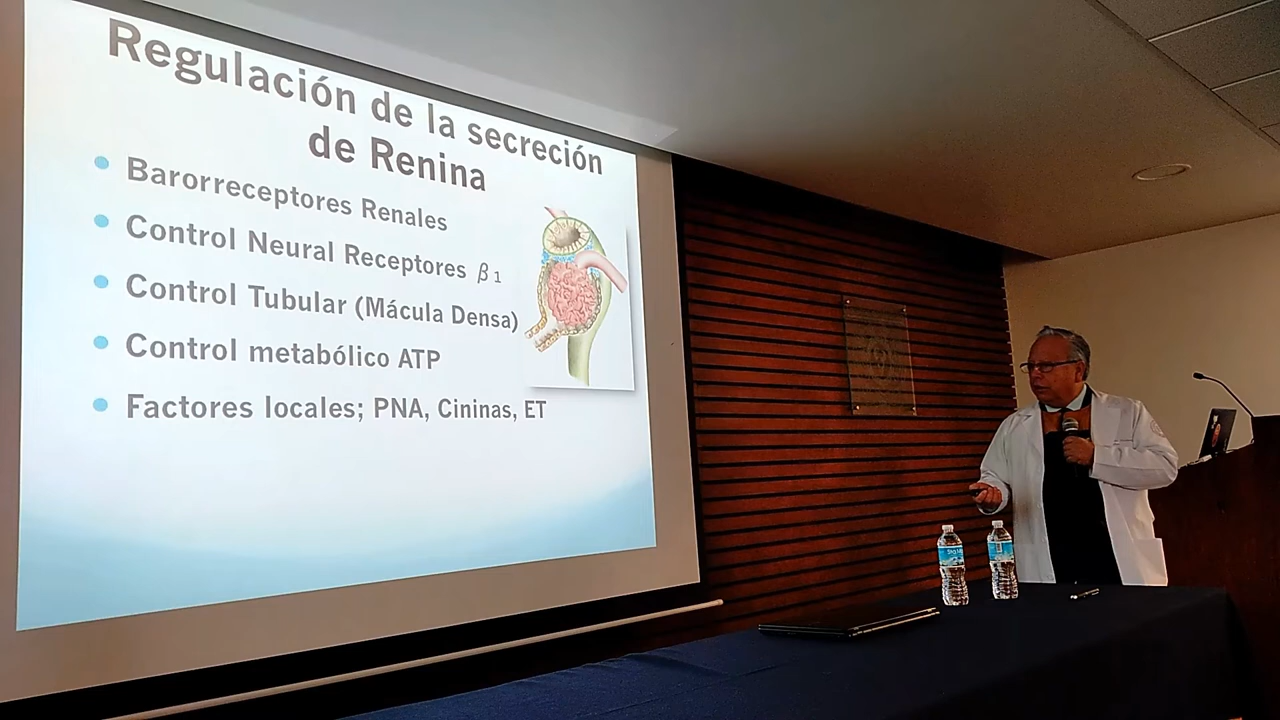 Regulación de la secreción
de Renina
Barorreceptores Renales
Control Neural Receptores β1
Control Tubular (Mácula Densa)
Control metabólico ATP
Factores locales; PNA, Cininas, ET